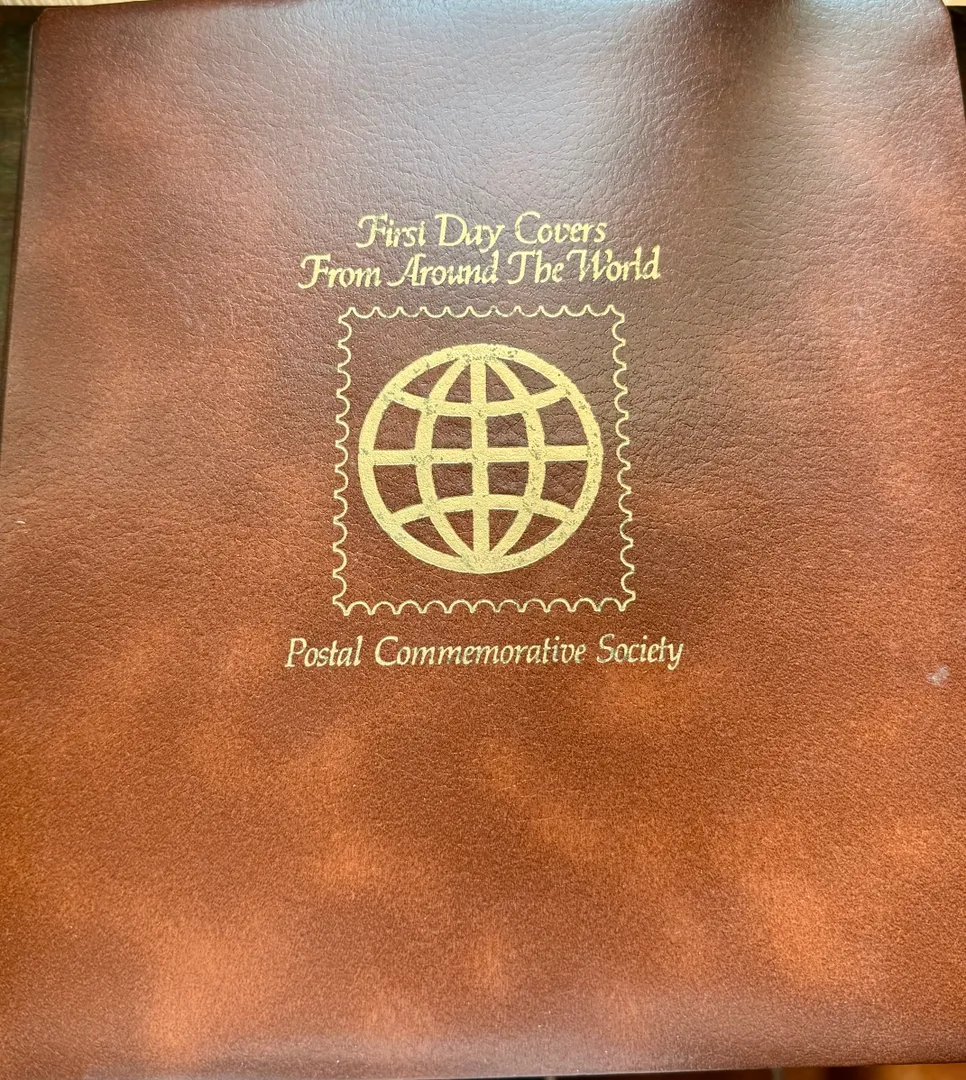 First Day Covers
From Around The World
Postal Commemorative Society